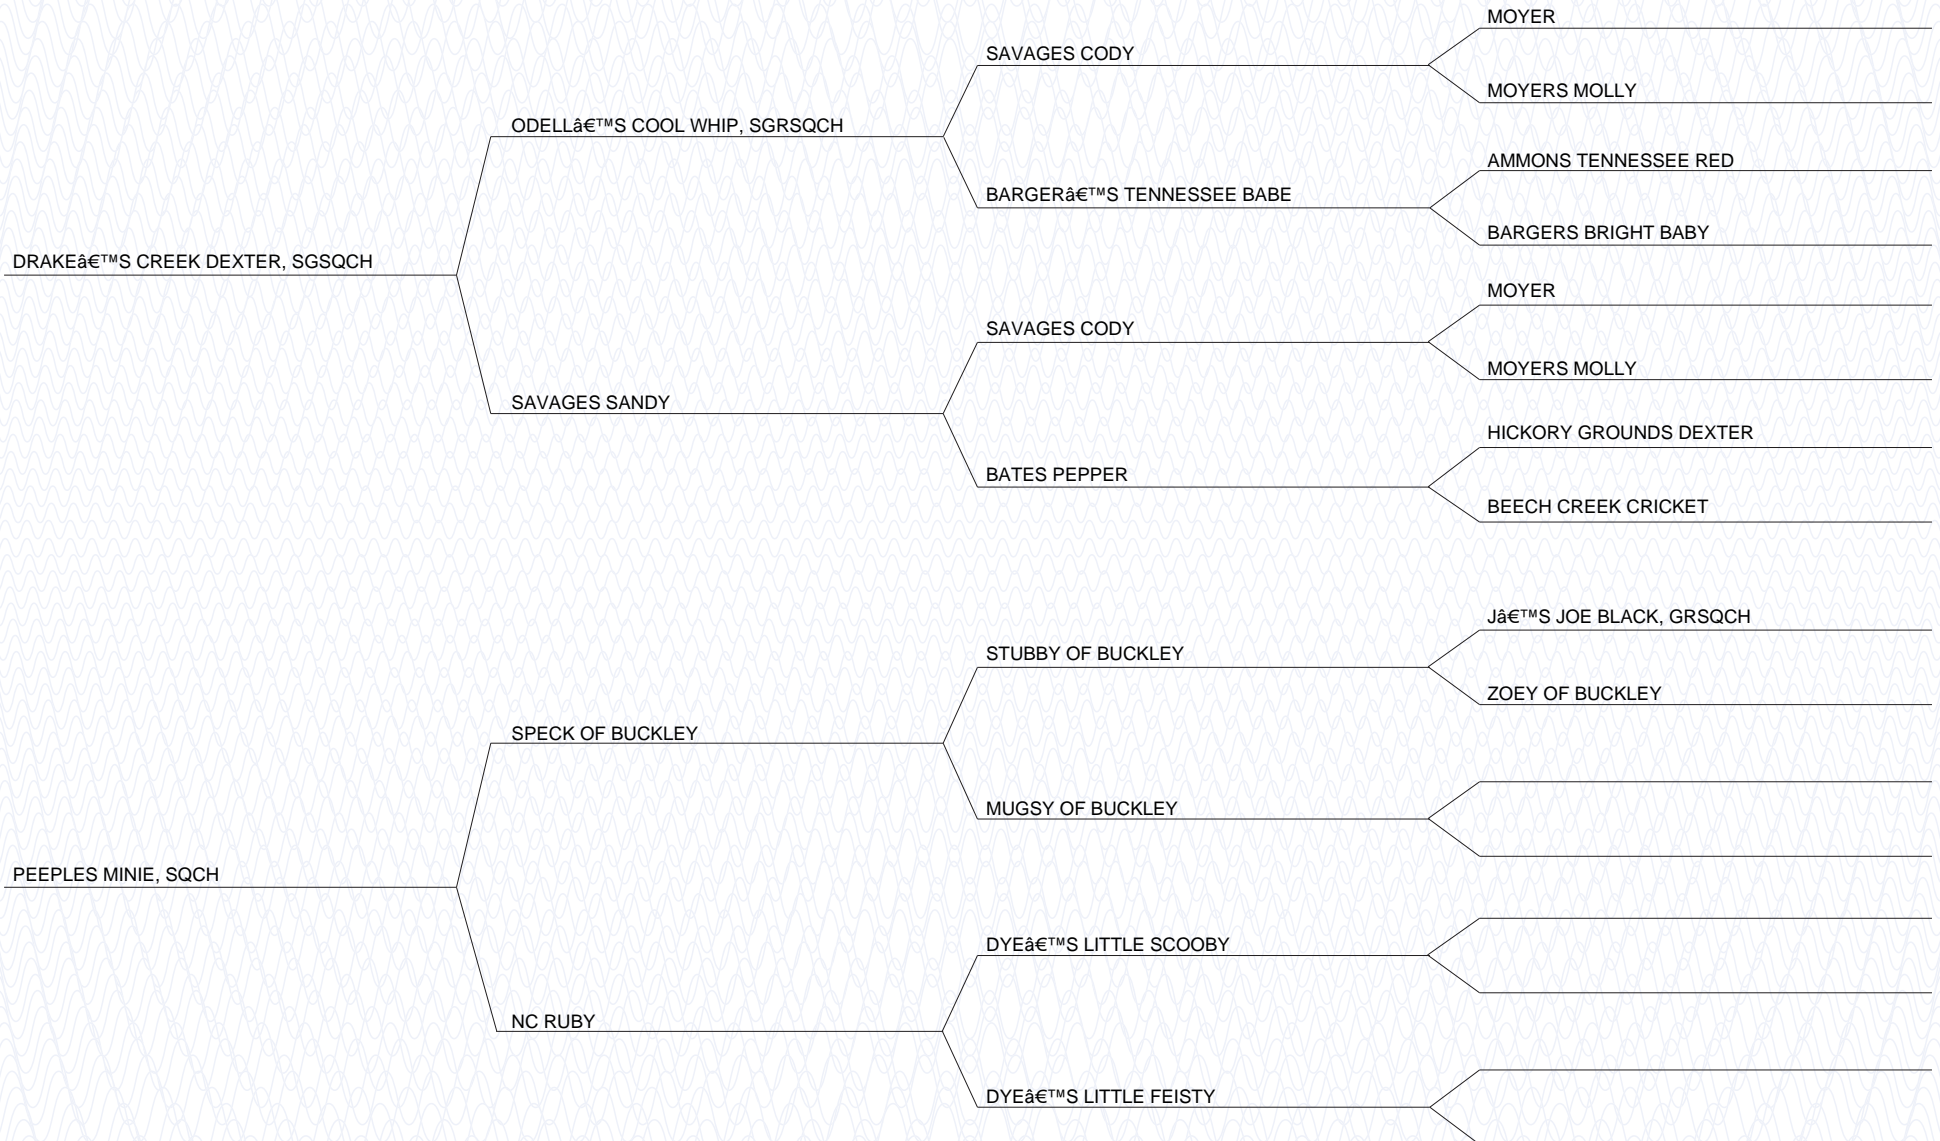 MOYER
SAVAGES CODY
MOYERS MOLLY
ODELLâ€™S COOL WHIP, SGRSQCH
AMMONS TENNESSEE RED
BARGERâ€™S TENNESSEE BABE
BARGERS BRIGHT BABY
DRAKEâ€™S CREEK DEXTER, SGSQCH
MOYER
SAVAGES CODY
MOYERS MOLLY
SAVAGES SANDY
HICKORY GROUNDS DEXTER
BATES PEPPER
BEECH CREEK CRICKET
Jâ€™S JOE BLACK, GRSQCH
STUBBY OF BUCKLEY
ZOEY OF BUCKLEY
SPECK OF BUCKLEY
MUGSY OF BUCKLEY
PEEPLES MINIE, SQCH
DYEâ€™S LITTLE SCOOBY
NC RUBY
DYEâ€™S LITTLE FEISTY